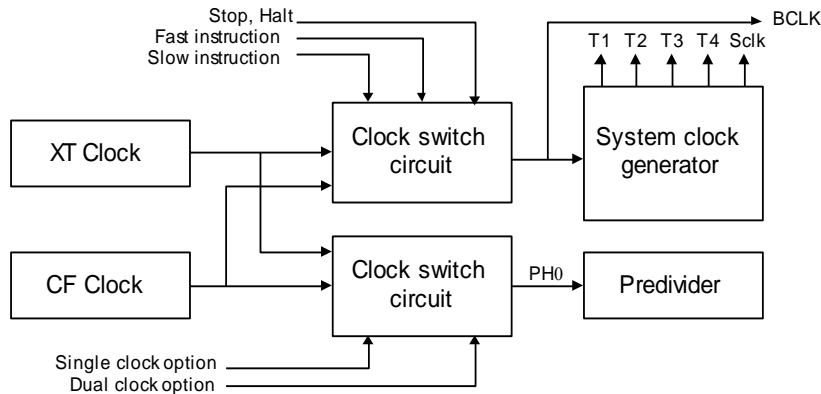 Stop, Halt
Fast instruction
Slow instruction
BCLK
T1 T2 T3 T4 Sclk
XT Clock
Clock switch
circuit
System clock
generator
CF Clock
Clock switch
circuit
PH0
Predivider
Single clock option
Dual clock option